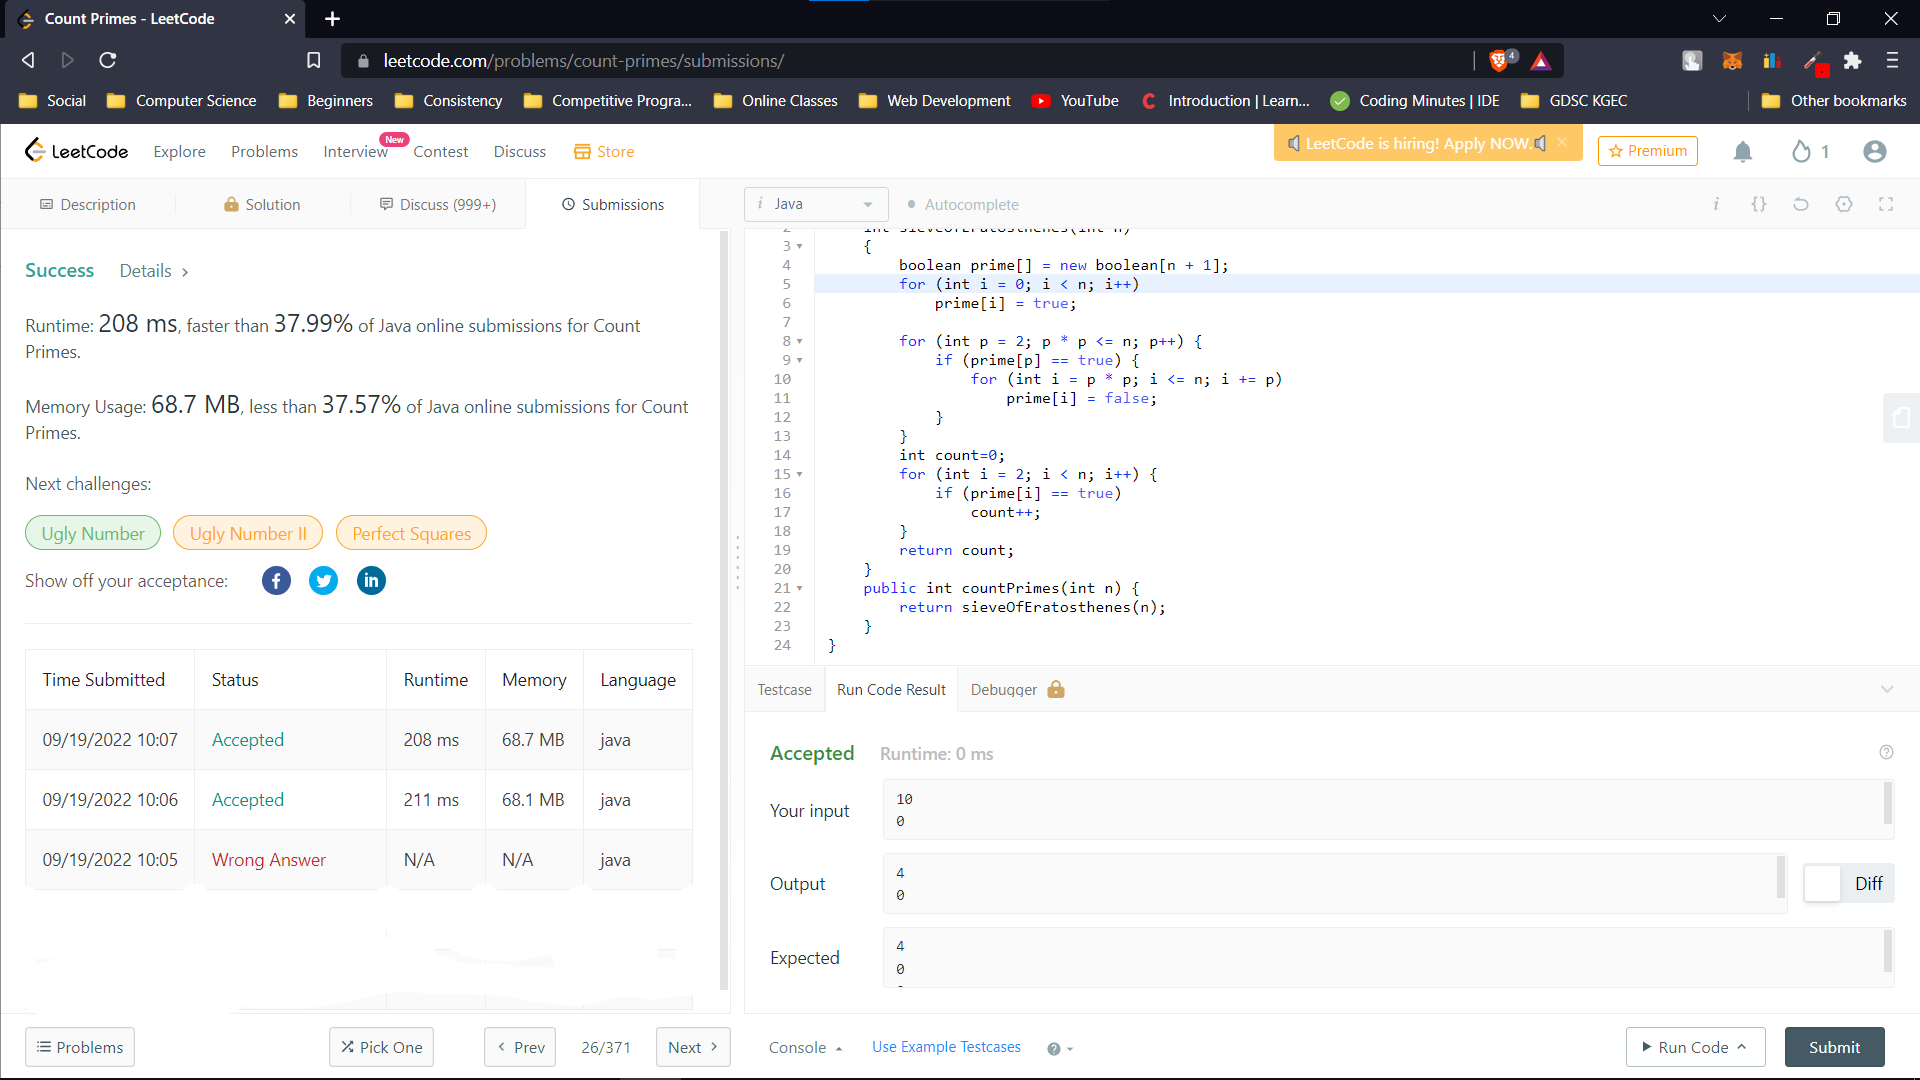 Count Primes - LeetCode
leetcode.com/problems/count-primes/submissions/
4
Social Computer Science Beginners Consistency Competitive Progra... Online Classes Web Development YouTube Introduction | Learn... Coding Minutes | IDE GDSC KGEC Other bookmarks
LeetCode Explore Problems Interview New Contest Discuss Store LeetCode is hiring! Apply NOW. Premium 1
Description Solution Discuss (999+) Submissions
Success Details >
Runtime: 208 ms, faster than 37.99% of Java online submissions for Count
Primes.
Memory Usage: 68.7 MB, less than 37.57% of Java online submissions for Count
Primes.
Next challenges:
Ugly Number Ugly Number II Perfect Squares
Show off your acceptance:
Time Submitted Status Runtime Memory Language
09/19/2022 10:07 Accepted 208 ms 68.7 MB java
09/19/2022 10:06 Accepted 211 ms 68.1 MB java
09/19/2022 10:05 Wrong Answer N/A N/A java
Problems Pick One Prev 26/371 Next
i Java Autocomplete
2 int sieveOfEratosthenes(int n)
3 {
4 boolean prime[] = new boolean[n + 1];
5 for (int i = 0; i < n; i++)
6 prime[i] = true;
7
8 for (int p = 2; p * p <= n; p++) {
9 if (prime[p] == true) {
10 for (int i = p * p; i <= n; i += p)
11 prime[i] = false;
12 }
13 }
14 int count=0;
15 for (int i = 2; i < n; i++) {
16 if (prime[i] == true)
17 count++;
18 }
19 return count;
20 }
21 public int countPrimes(int n) {
22 return sieveOfEratosthenes(n);
23 }
24 }
Testcase Run Code Result Debugger
Accepted Runtime: 0 ms
Your input
10
0
Output
4
0
Diff
Expected
4
0
Console Use Example Testcases Run Code Submit